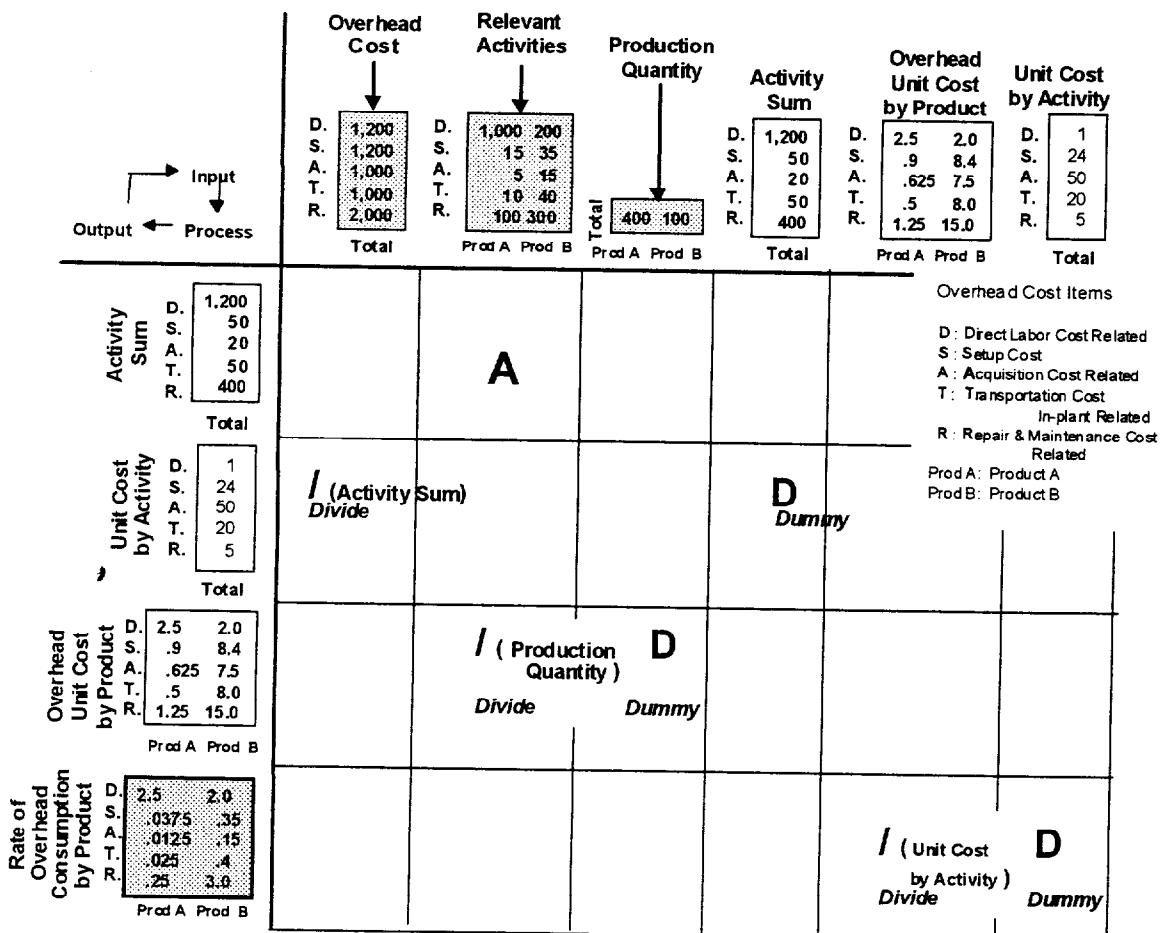 Overhead
Cost
Relevant
Activities
Production
Quantity
Activity
Sum
Overhead
Unit Cost
by Product
Unit Cost
by Activity
D. 1,200
S. 1,200
A. 1,000
T. 1,000
R. 2,000
Total
D. 1,000 200
S. 15 35
A. 5 15
T. 10 40
R. 100 300
Prod A Prod B
Total 400 100
Prod A Prod B
D. 1,200
S. 50
A. 20
T. 50
R. 400
Total
D. 2.5 2.0
S. .9 8.4
A. .625 7.5
T. .5 8.0
R. 1.25 15.0
Prod A Prod B
D. 1
S. 24
A. 50
T. 20
R. 5
Total
Input
Output Process
Activity
Sum
D. 1,200
S. 50
A. 20
T. 50
R. 400
Total
A
Overhead Cost Items
D : Direct Labor Cost Related
S : Setup Cost
A : Acquisition Cost Related
T : Transportation Cost
In-plant Related
R : Repair & Maintenance Cost
Related
Prod A: Product A
Prod B: Product B
Unit Cost
by Activity
D. 1
S. 24
A. 50
T. 20
R. 5
Total
/ (Activity Sum)
Divide
D
Dummy
Overhead
Unit Cost
by Product
D. 2.5 2.0
S. .9 8.4
A. .625 7.5
T. .5 8.0
R. 1.25 15.0
Prod A Prod B
/ ( Production
Quantity )
Divide
D
Dummy
Rate of
Overhead
Consumption
by Product
D. 2.5 2.0
S. .0375 .35
A. .0125 .15
T. .025 .4
R. .25 3.0
Prod A Prod B
/ ( Unit Cost
by Activity )
Divide
D
Dummy